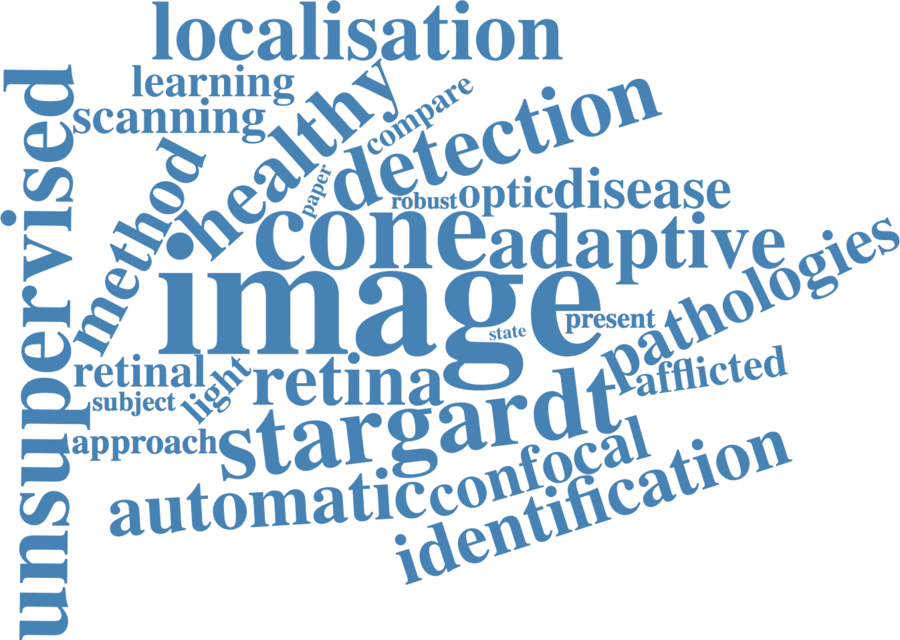 localisation
learning
scanning
unsupervised
healthy
compare
detection
method
paper
robust
optic
disease
cone
adaptive
image
pathologies
present
state
retinal
light
retina
afflicted
subject
stargardt
approach
automatic
confocal
identification